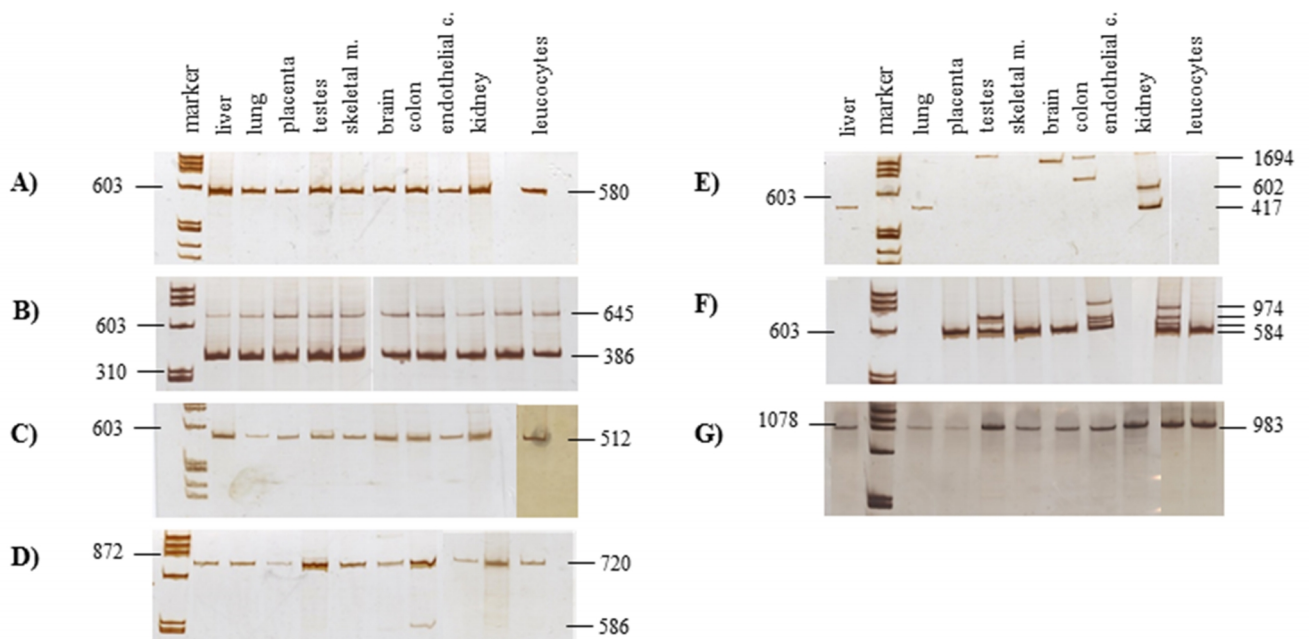 marker
liver
lung
placenta
testes
skeletal m.
brain
colon
endothelial c.
kidney
leucocytes
A)
603
580
B)
603
645
386
310
C)
603
512
D)
872
720
586
liver
marker
lung
placenta
testes
skeletal m.
brain
colon
endothelial c.
kidney
leucocytes
E)
603
1694
602
417
F)
603
974
584
G)
1078
983